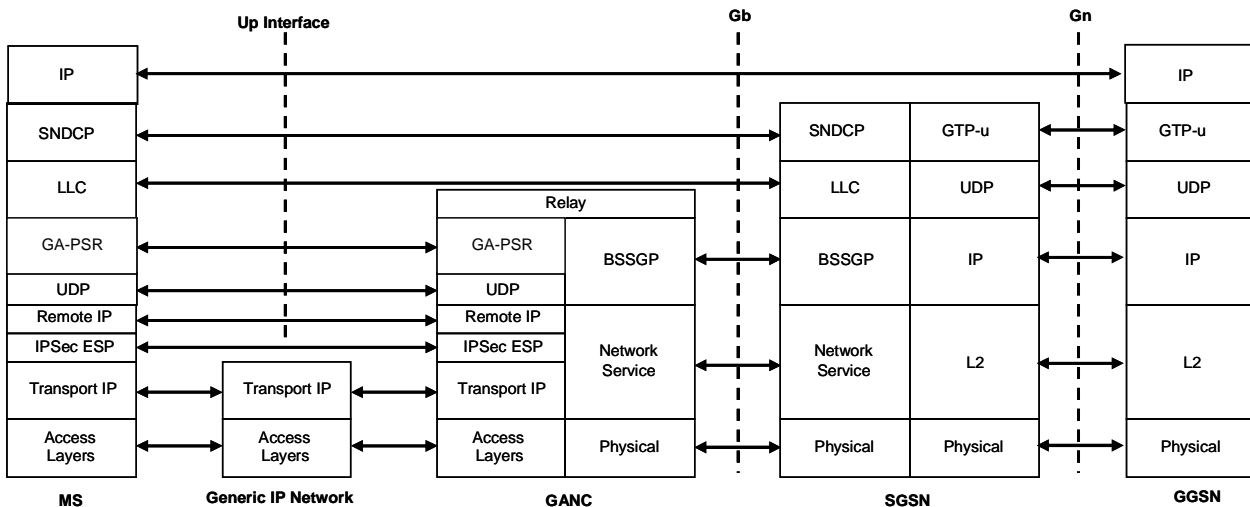 Up Interface
Gb
Gn
IP
IP
SNDCP
SNDCP
GTP-u
GTP-u
LLC
LLC
UDP
UDP
Relay
GA-PSR
GA-PSR
BSSGP
BSSGP
IP
IP
UDP
UDP
Remote IP
Remote IP
IPSec ESP
IPSec ESP
Network
Service
Network
Service
L2
L2
Transport IP
Transport IP
Transport IP
Access
Layers
Access
Layers
Access
Layers
Physical
Physical
Physical
Physical
MS
Generic IP Network
GANC
SGSN
GGSN